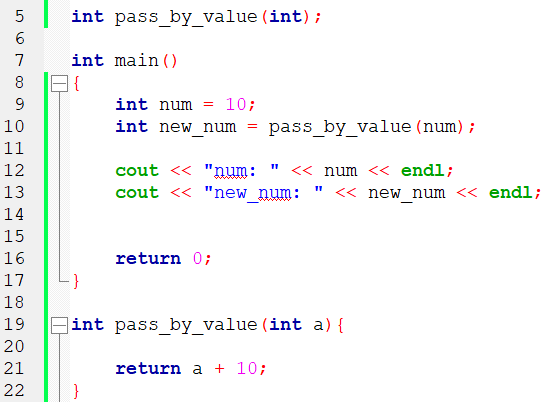 5 int pass_by_value(int);
6
7 int main()
8 {
9 int num = 10;
10 int new_num = pass_by_value(num);
11
12 cout << "num: " << num << endl;
13 cout << "new_num: " << new_num << endl;
14
15
16 return 0;
17 }
18
19 int pass_by_value(int a){
20
21 return a + 10;
22 }